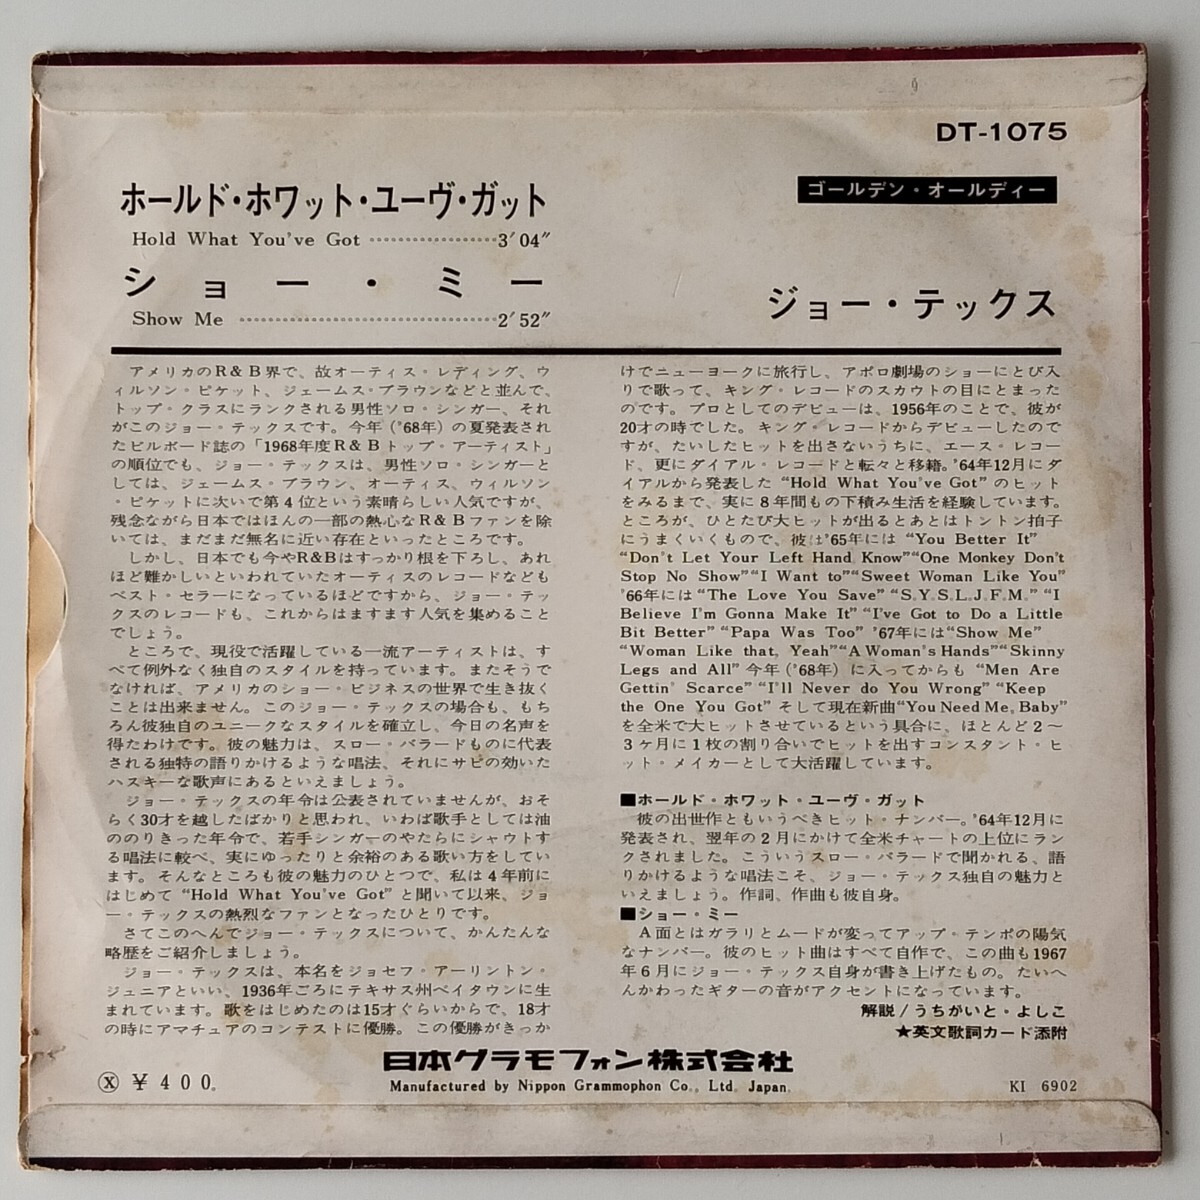 DT-1075
ホールド・ホワット・ユーヴ・ガット
Hold What You've Got ………………3′04″
ショー・ミー
Show Me ………………………………2′52″
ゴールデン・オールディー
ジョー・テックス
アメリカのR&B界で、故オーティス・レディング、ウ
ィルソン・ピケット、ジェームス・ブラウンなどと並んで、
トップ・クラスにランクされる男性ソロ・シンガー、それ
がこのジョー・テックスです。今年（'68年）の夏発表され
たビルボード誌の「1968年度R&Bトップ・アーティスト」
の順位でも、ジョー・テックスは、男性ソロ・シンガーと
しては、ジェームス・ブラウン、オーティス、ウィルソン
・ピケットに次いで第4位という素晴らしい人気ですが、
残念ながら日本ではほんの一部の熱心なR&Bファンを除
いては、まだまだ無名に近い存在といったところです。
しかし、日本でも今やR&Bはすっかり根を下ろし、あれ
ほど難かしいといわれていたオーティスのレコードなども
ベスト・セラーになっているほどですから、ジョー・テッ
クスのレコードも、これからはますます人気を集めること
でしょう。
ところで、現役で活躍している一流アーティストは、す
べて例外なく独自のスタイルを持っています。またそうで
なければ、アメリカのショー・ビジネスの世界で生き抜く
ことは出来ません。このジョー・テックスの場合も、もち
ろん彼独自のユニークなスタイルを確立し、今日の名声を
得たわけです。彼の魅力は、スロー・バラードものに代表
される独特の語りかけるような唱法、それにサビの効いた
ハスキーな歌声にあるといえましょう。
ジョー・テックスの年令は公表されていませんが、おそ
らく30才を越したばかりと思われ、いわば歌手としては油
ののりきった年令で、若手シンガーのやたらにシャウトす
る唱法に較べ、実にゆったりと余裕のある歌い方をしてい
ます。そんなところも彼の魅力のひとつで、私は4年前に
はじめて“Hold What You've Got”と聞いて以来、ジョ
ー・テックスの熱烈なファンとなったひとりです。
さてこのへんでジョー・テックスについて、かんたんな
略歴をご紹介しましょう。
ジョー・テックスは、本名をジョセフ・アーリントン・
ジュニアといい、1936年ごろにテキサス州ベイタウンに生
まれています。歌をはじめたのは15才ぐらいからで、18才
の時にアマチュアのコンテストに優勝。この優勝がきっか
けでニューヨークに旅行し、アポロ劇場のショーにとび入
りで歌って、キング・レコードのスカウトの目にとまった
のです。プロとしてのデビューは、1956年のことで、彼が
20才の時でした。キング・レコードからデビューしたので
すが、たいしたヒットを出さないうちに、エース・レコー
ド、更にダイアル・レコードと転々と移籍。'64年12月にダ
イアルから発表した“Hold What You've Got”のヒット
をみるまで、実に8年間もの下積み生活を経験しています。
ところが、ひとたび大ヒットが出るとあとはトントン拍子
にうまくいくもので、彼は'65年には“You Better It”
“Don't Let Your Left Hand Know”“One Monkey Don't
Stop No Show”“I Want to”“Sweet Woman Like You”
'66年には“The Love You Save”“S.Y.S.L.J.F.M.”“I
Believe I'm Gonna Make It”“I've Got to Do a Little
Bit Better”“Papa Was Too”'67年には“Show Me”
“Woman Like that, Yeah”“A Woman's Hands”“Skinny
Legs and All”今年（'68年）に入ってからも“Men Are
Gettin' Scarce”“I'll Never do You Wrong”“Keep
the One You Got”そして現在新曲“You Need Me, Baby”
を全米で大ヒットさせているという具合に、ほとんど2〜
3ヶ月に1枚の割り合いでヒットを出すコンスタント・ヒ
ット・メイカーとして大活躍しています。
■ホールド・ホワット・ユーヴ・ガット
彼の出世作ともいうべきヒット・ナンバー。'64年12月に
発表され、翌年の2月にかけて全米チャートの上位にラン
クされました。こういうスロー・バラードで聞かれる、語
りかけるような唱法こそ、ジョー・テックス独自の魅力と
いえましょう。作詞、作曲も彼自身。
■ショー・ミー
A面とはガラリとムードが変ってアップ・テンポの陽気
なナンバー。彼のヒット曲はすべて自作で、この曲も1967
年6月にジョー・テックス自身が書き上げたもの。たいへ
んかわったギターの音がアクセントになっています。
解説/うちがいと・よしこ
★英文歌詞カード添附
日本グラモフォン株式会社
Ⓧ ¥400.
Manufactured by Nippon Grammophon Co., Ltd. Japan.
KI 6902